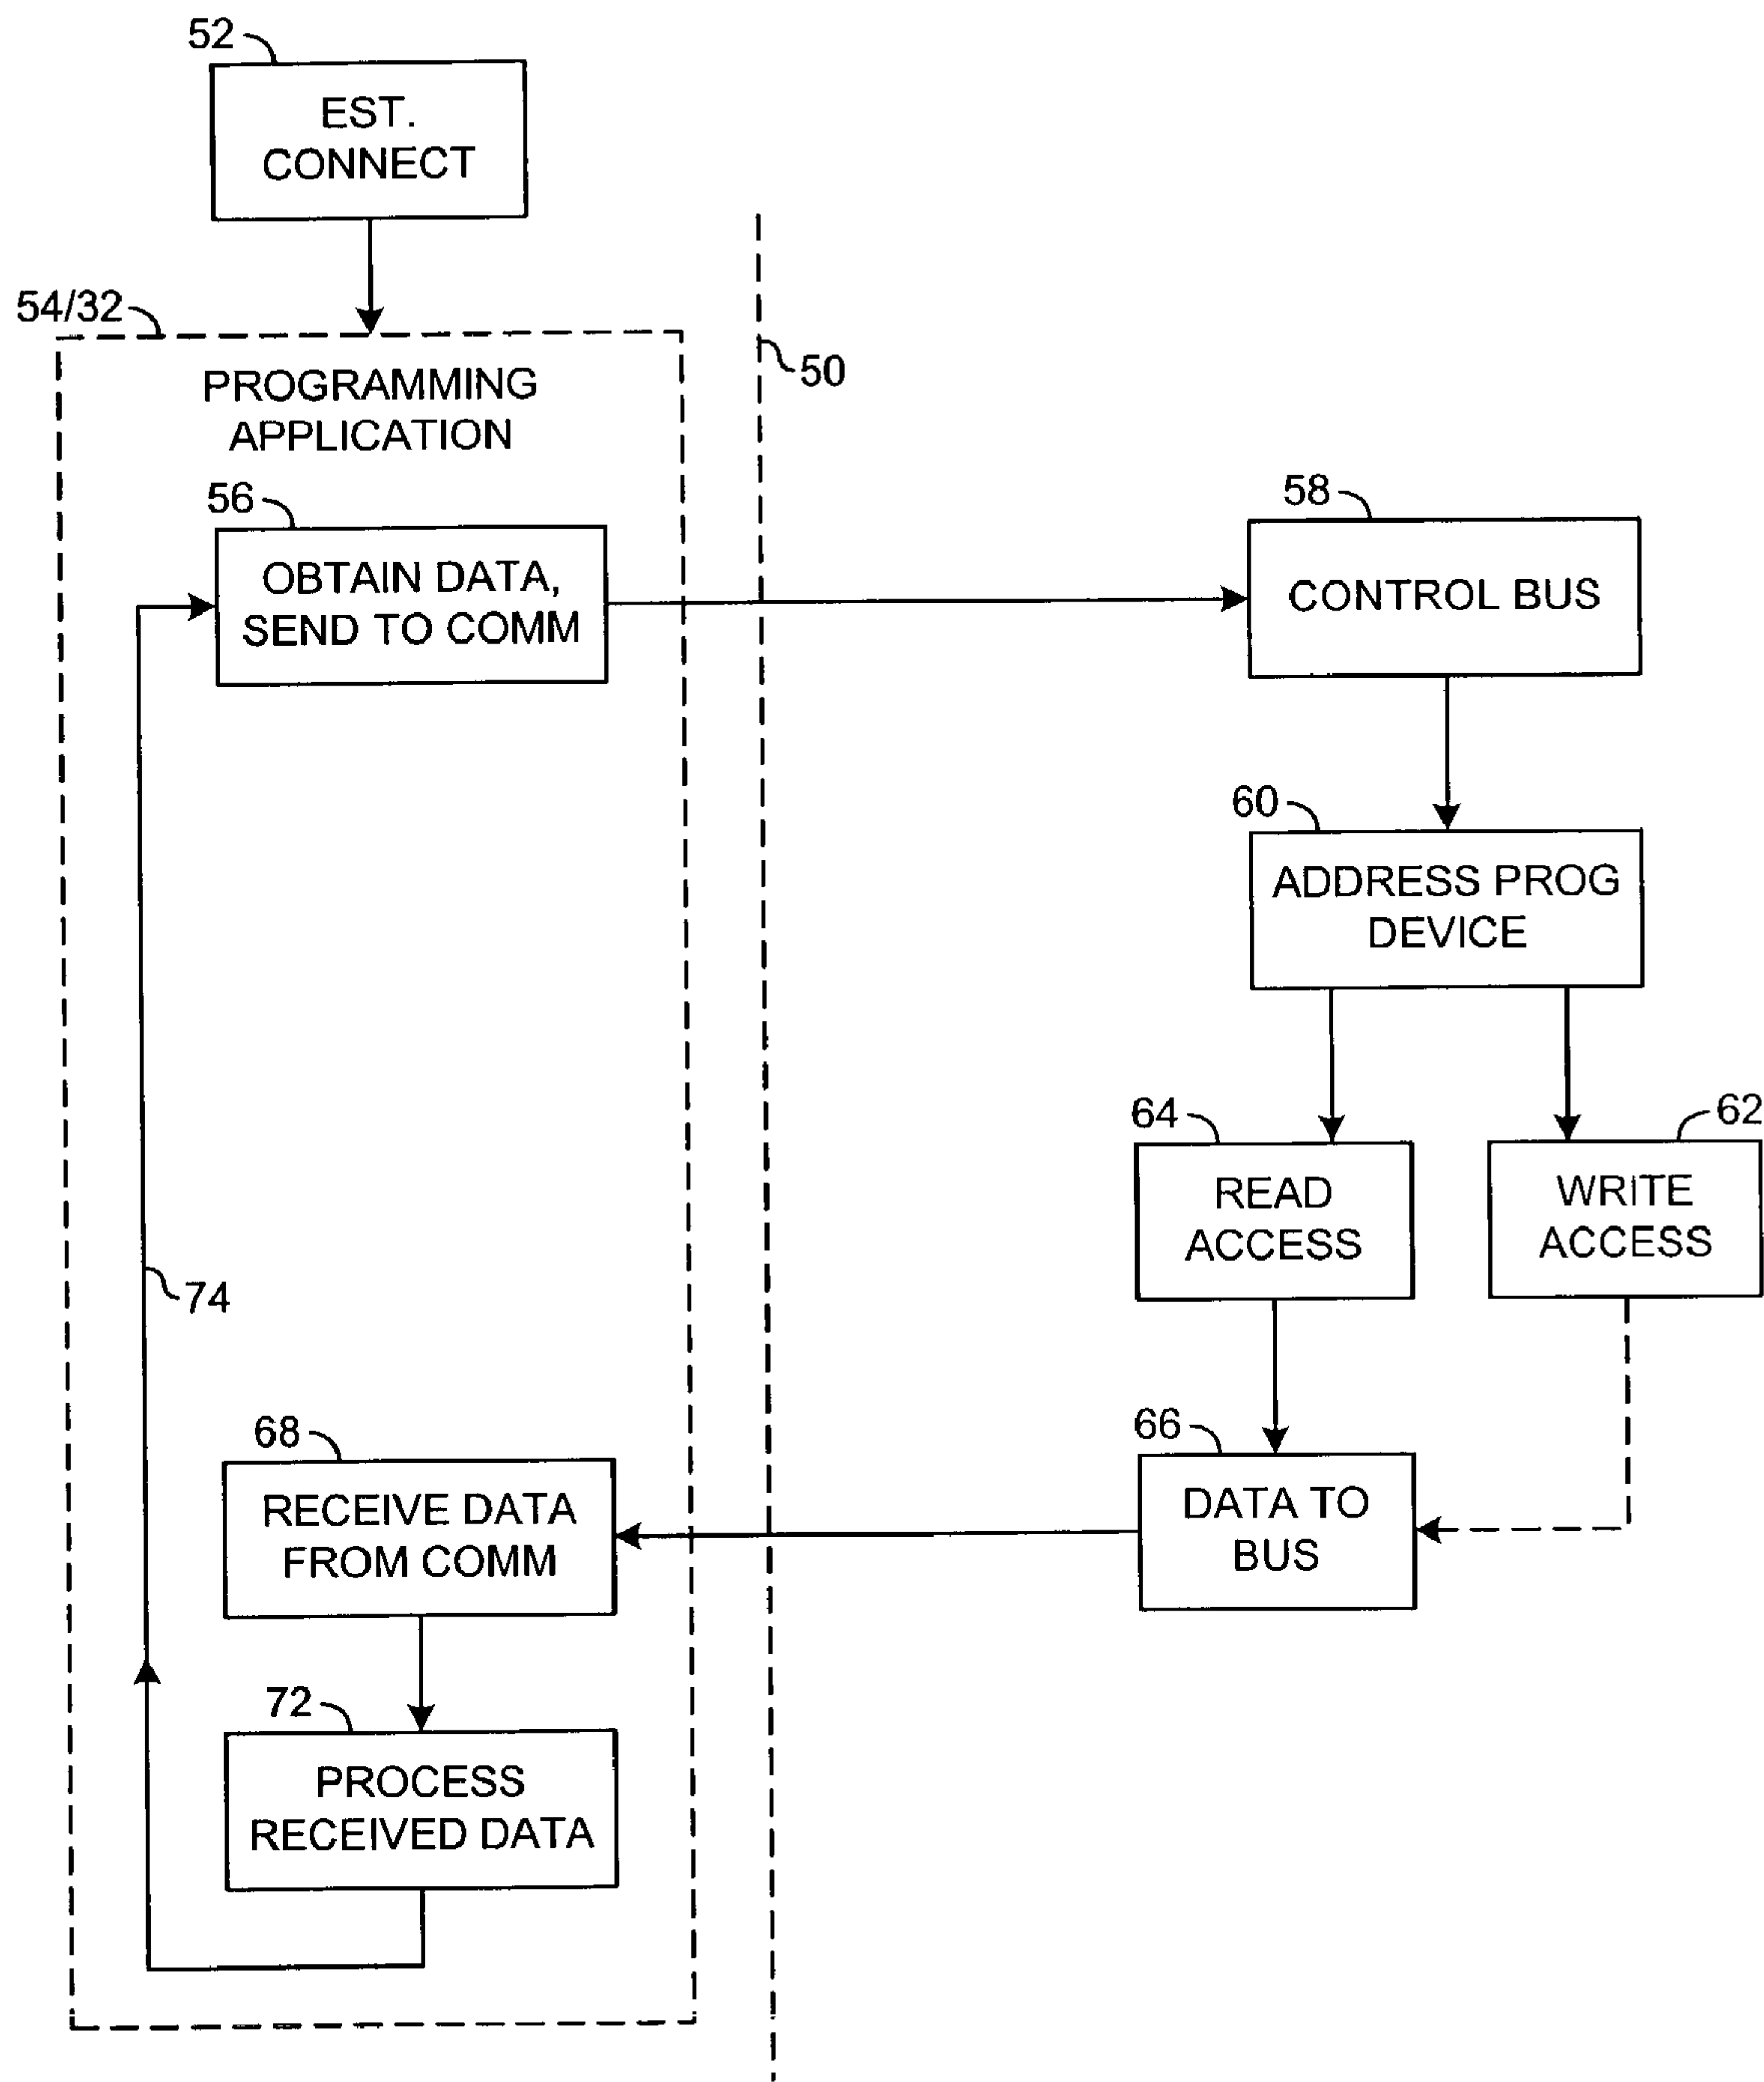 52
EST.
CONNECT
54/32
PROGRAMMING
APPLICATION
50
56
OBTAIN DATA,
SEND TO COMM
58
CONTROL BUS
60
ADDRESS PROG
DEVICE
64
READ
ACCESS
62
WRITE
ACCESS
74
68
RECEIVE DATA
FROM COMM
66
DATA TO
BUS
72
PROCESS
RECEIVED DATA